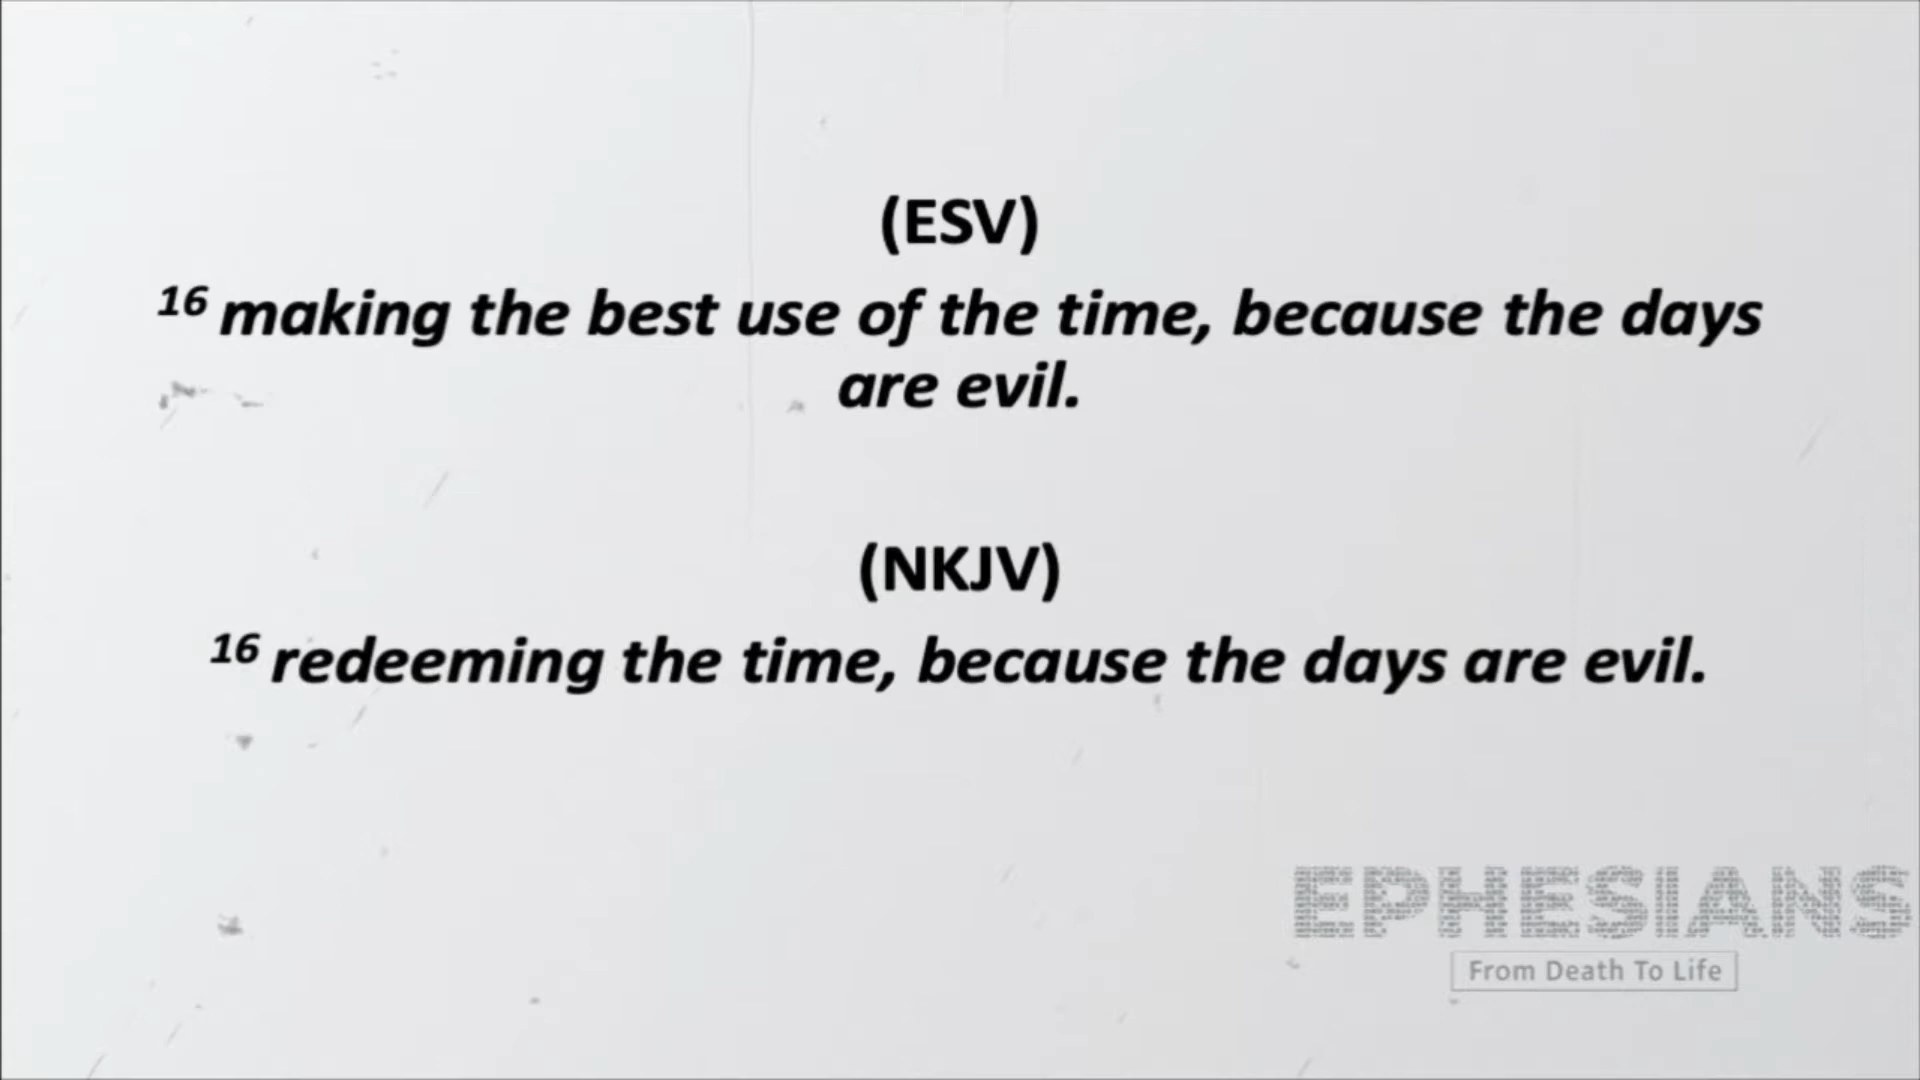 (ESV)
16 making the best use of the time, because the days
are evil.
(NKJV)
16 redeeming the time, because the days are evil.
EPHESIANS
From Death To Life